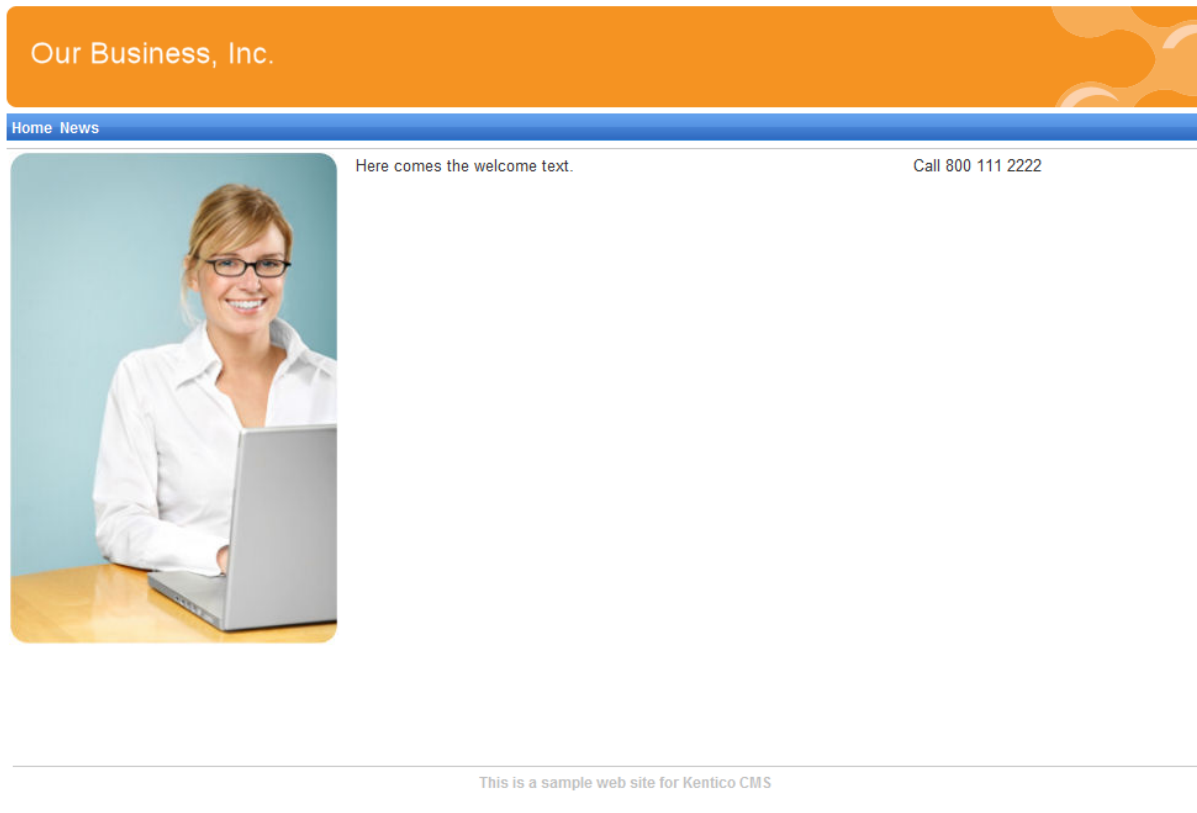 Our Business, Inc.
Home News
Here comes the welcome text.
Call 800 111 2222
This is a sample web site for Kentico CMS